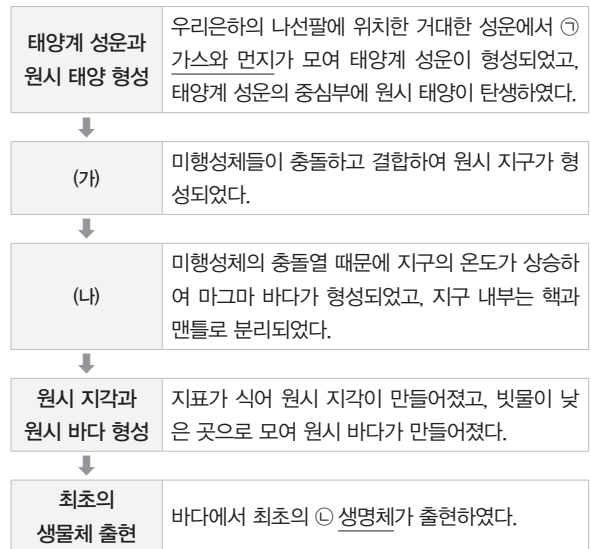 태양계 성운과
원시 태양 형성
우리은하의 나선팔에 위치한 거대한 성운에서 ㉠
가스와 먼지가 모여 태양계 성운이 형성되었고,
태양계 성운의 중심부에 원시 태양이 탄생하였다.
(가)
미행성체들이 충돌하고 결합하여 원시 지구가 형
성되었다.
(나)
미행성체의 충돌열 때문에 지구의 온도가 상승하
여 마그마 바다가 형성되었고, 지구 내부는 핵과
맨틀로 분리되었다.
원시 지각과
원시 바다 형성
지표가 식어 원시 지각이 만들어졌고, 빗물이 낮
은 곳으로 모여 원시 바다가 만들어졌다.
최초의
생물체 출현
바다에서 최초의 ㉡ 생명체가 출현하였다.